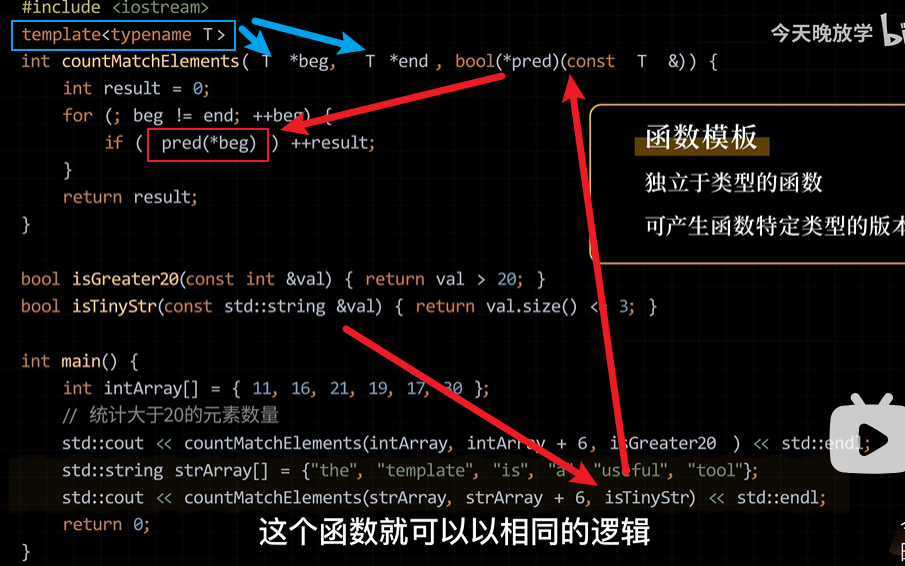 #include <iostream>
今天晚放学
template<typename T>
int countMatchElements( T *beg, T *end , bool(*pred)(const T &)) {
int result = 0;
for (; beg != end; ++beg) {
if ( pred(*beg) ) ++result;
}
return result;
}
函数模板
独立于类型的函数
可产生函数特定类型的版本
bool isGreater20(const int &val) { return val > 20; }
bool isTinyStr(const std::string &val) { return val.size() < 3; }
int main() {
int intArray[] = { 11, 16, 21, 19, 17, 30 };
// 统计大于20的元素数量
std::cout << countMatchElements(intArray, intArray + 6, isGreater20 ) << std::endl;
std::string strArray[] = {"the", "template", "is", "a", "useful", "tool"};
std::cout << countMatchElements(strArray, strArray + 6, isTinyStr) << std::endl;
return 0;
这个函数就可以以相同的逻辑
}